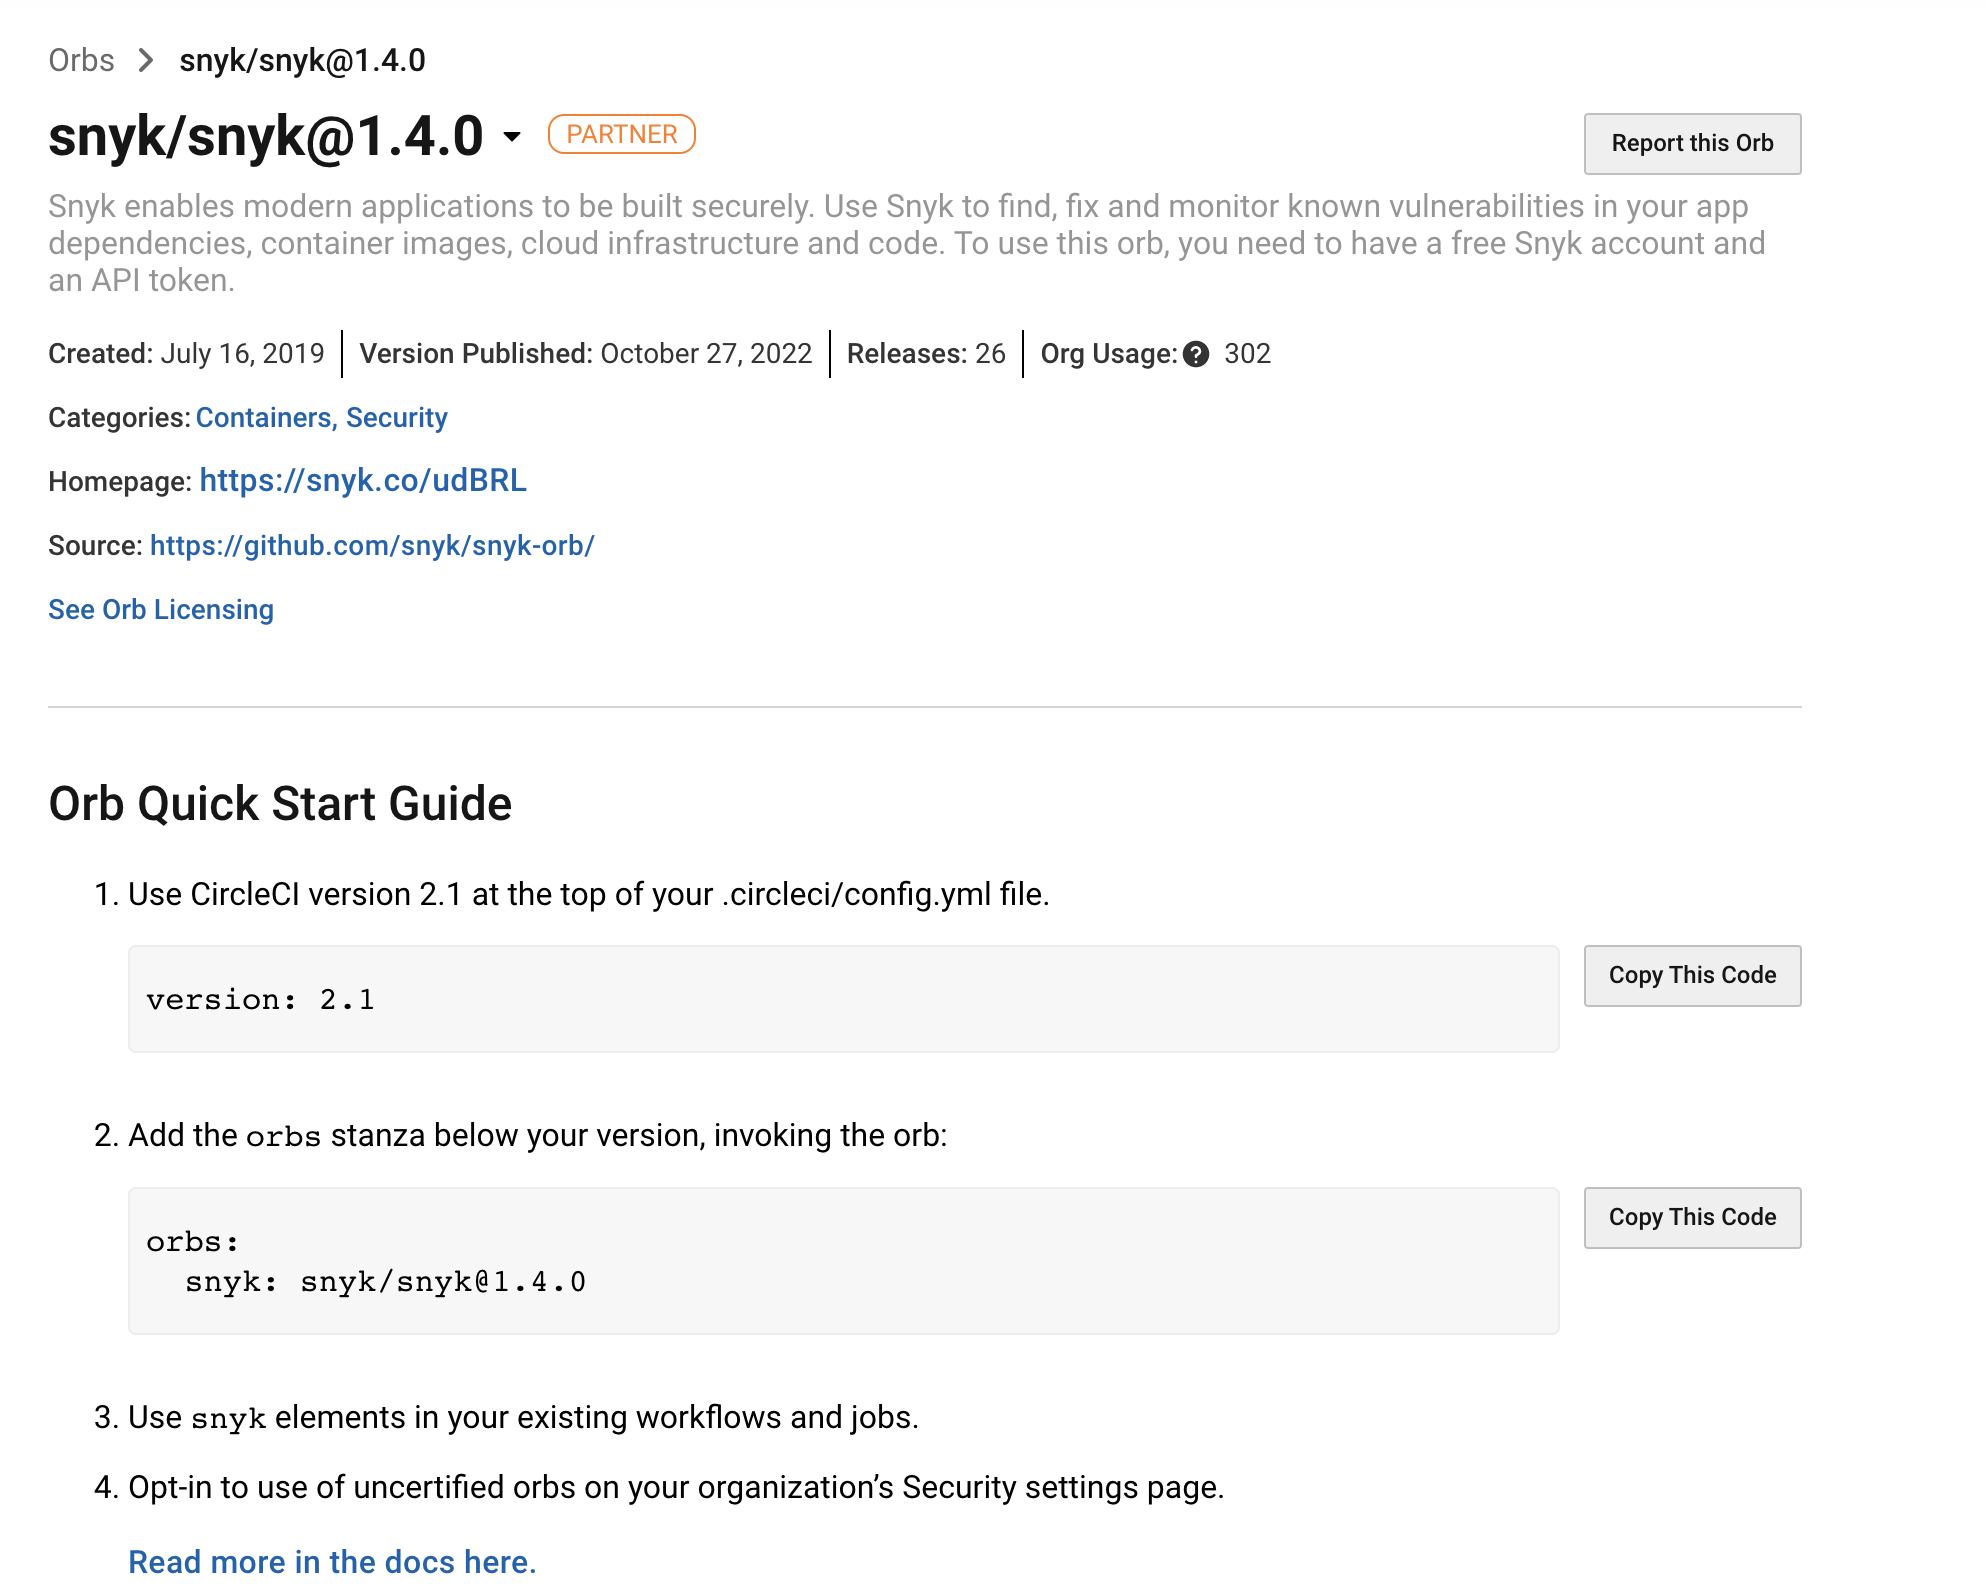 Orbs > snyk/snyk@1.4.0
snyk/snyk@1.4.0 PARTNER
Report this Orb
Snyk enables modern applications to be built securely. Use Snyk to find, fix and monitor known vulnerabilities in your app
dependencies, container images, cloud infrastructure and code. To use this orb, you need to have a free Snyk account and
an API token.
Created: July 16, 2019 | Version Published: October 27, 2022 | Releases: 26 | Org Usage: ? 302
Categories: Containers, Security
Homepage: https://snyk.co/udBRL
Source: https://github.com/snyk/snyk-orb/
See Orb Licensing
Orb Quick Start Guide
1. Use CircleCI version 2.1 at the top of your .circleci/config.yml file.
version: 2.1
Copy This Code
2. Add the orbs stanza below your version, invoking the orb:
orbs:
  snyk: snyk/snyk@1.4.0
Copy This Code
3. Use snyk elements in your existing workflows and jobs.
4. Opt-in to use of uncertified orbs on your organization’s Security settings page.
Read more in the docs here.